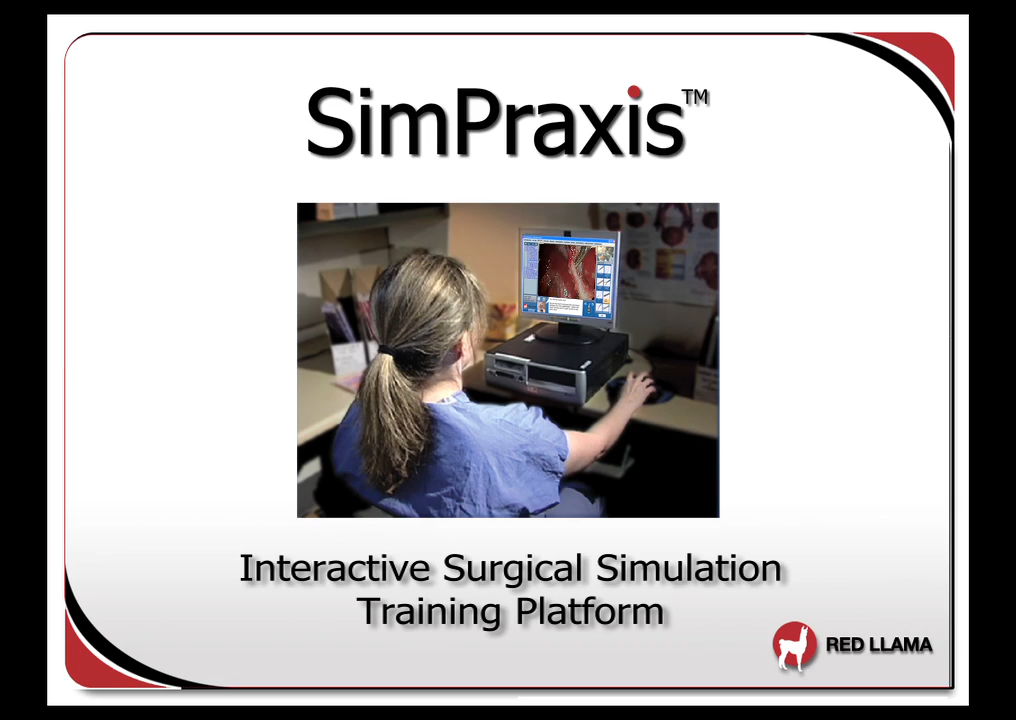 SimPraxis™
Interactive Surgical Simulation
Training Platform
RED LLAMA